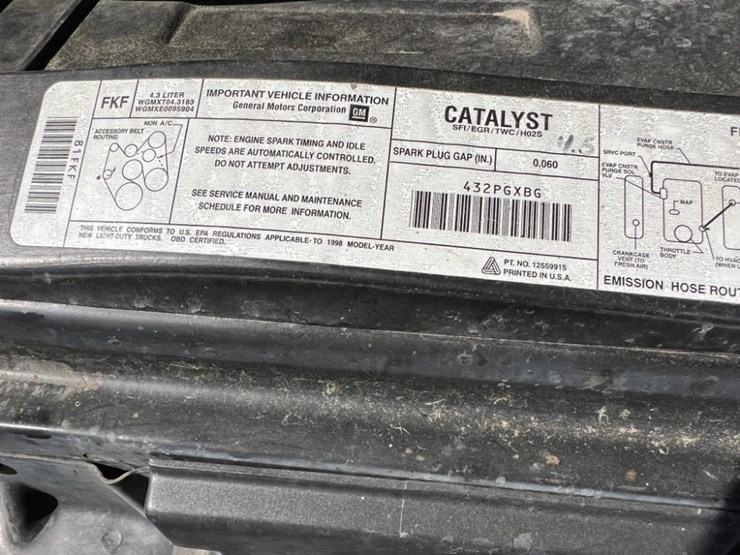 81FKF
FKF
4.3 LITER
WGMXT04.3183
WGMXE0095904
IMPORTANT VEHICLE INFORMATION
General Motors Corporation GM ®
NON A/C
ACCESSORY BELT
ROUTING
NOTE: ENGINE SPARK TIMING AND IDLE
SPEEDS ARE AUTOMATICALLY CONTROLLED.
DO NOT ATTEMPT ADJUSTMENTS.
SEE SERVICE MANUAL AND MAINTENANCE
SCHEDULE FOR MORE INFORMATION.
THIS VEHICLE CONFORMS TO U.S. EPA REGULATIONS APPLICABLE TO 1998 MODEL-YEAR
NEW LIGHT-DUTY TRUCKS. OBD CERTIFIED.
CATALYST
SFI/EGR/TWC/HO2S
SPARK PLUG GAP (IN.) 0.060
432PGXBG
PT. NO. 12559915
PRINTED IN U.S.A.
EVAP CNSTR
PURGE HOSE
SRVC PORT
EVAP CNSTR
PURGE SOL
VLV
TO EVAP
MAP
CRANKCASE
VENT (TO
FRESH AIR)
THROTTLE
BODY
EMISSION HOSE